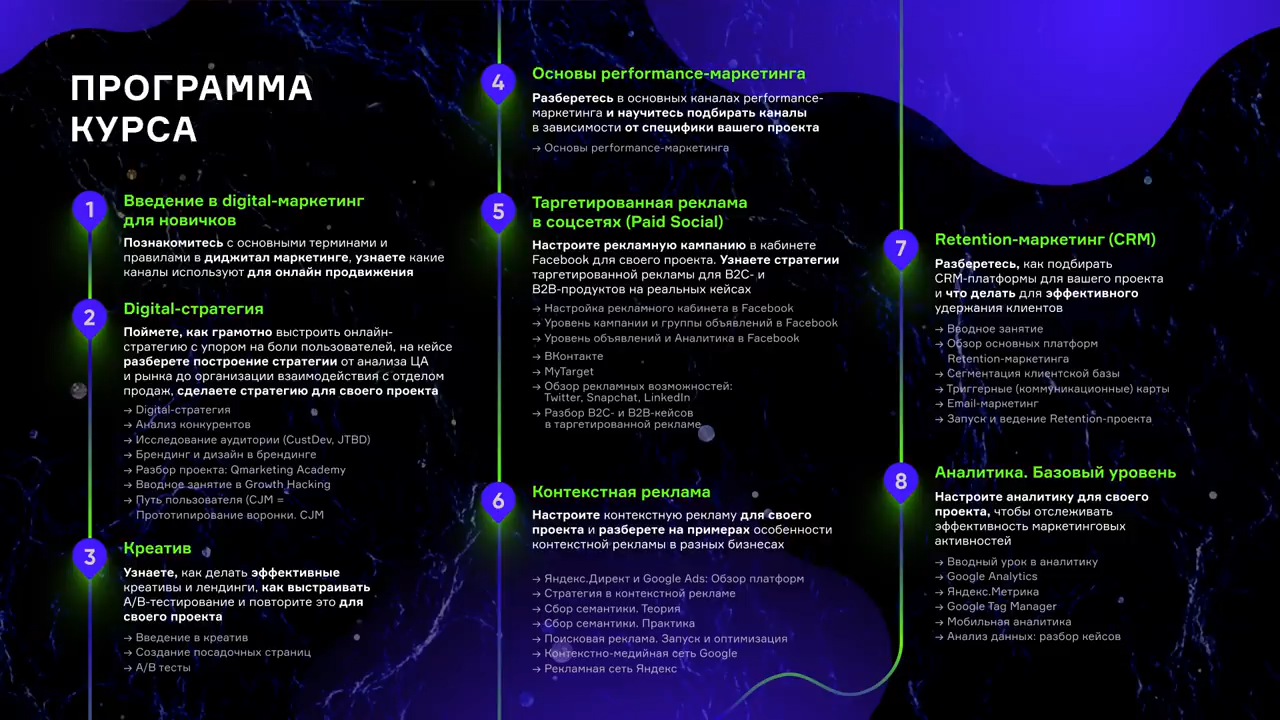 ПРОГРАММА
КУРСА
1
Введение в digital-маркетинг
для новичков
Познакомитесь с основными терминами и
правилами в диджитал маркетинге, узнаете какие
каналы используют для онлайн продвижения
2
Digital-стратегия
Поймете, как грамотно выстроить онлайн-
стратегию с упором на боли пользователей, на кейсе
разберете построение стратегии от анализа ЦА
и рынка до организации взаимодействия с отделом
продаж, сделаете стратегию для своего проекта
→ Digital-стратегия
→ Анализ конкурентов
→ Исследование аудитории (CustDev, JTBD)
→ Брендинг и дизайн в брендинге
→ Разбор проекта: Qmarketing Academy
→ Вводное занятие в Growth Hacking
→ Путь пользователя (CJM =
Прототипирование воронки. CJM
3
Креатив
Узнаете, как делать эффективные
креативы и лендинги, как выстраивать
A/B-тестирование и повторите это для
своего проекта
→ Введение в креатив
→ Создание посадочных страниц
→ A/B тесты
4
Основы performance-маркетинга
Разберетесь в основных каналах performance-
маркетинга и научитесь подбирать каналы
в зависимости от специфики вашего проекта
→ Основы performance-маркетинга
5
Таргетированная реклама
в соцсетях (Paid Social)
Настроите рекламную кампанию в кабинете
Facebook для своего проекта. Узнаете стратегии
таргетированной рекламы для B2C- и
B2B-продуктов на реальных кейсах
→ Настройка рекламного кабинета в Facebook
→ Уровень кампании и группы объявлений в Facebook
→ Уровень объявлений и Аналитика в Facebook
→ ВКонтакте
→ MyTarget
→ Обзор рекламных возможностей:
Twitter, Snapchat, LinkedIn
→ Разбор B2C- и B2B-кейсов
в таргетированной рекламе
6
Контекстная реклама
Настроите контекстную рекламу для своего
проекта и разберете на примерах особенности
контекстной рекламы в разных бизнесах
→ Яндекс.Директ и Google Ads: Обзор платформ
→ Стратегия в контекстной рекламе
→ Сбор семантики. Теория
→ Сбор семантики. Практика
→ Поисковая реклама. Запуск и оптимизация
→ Контекстно-медийная сеть Google
→ Рекламная сеть Яндекс
7
Retention-маркетинг (CRM)
Разберетесь, как подбирать
CRM-платформы для вашего проекта
и что делать для эффективного
удержания клиентов
→ Вводное занятие
→ Обзор основных платформ
Retention-маркетинга
→ Сегментация клиентской базы
→ Триггерные (коммуникационные) карты
→ Email-маркетинг
→ Запуск и ведение Retention-проекта
8
Аналитика. Базовый уровень
Настроите аналитику для своего
проекта, чтобы отслеживать
эффективность маркетинговых
активностей
→ Вводный урок в аналитику
→ Google Analytics
→ Яндекс.Метрика
→ Google Tag Manager
→ Мобильная аналитика
→ Анализ данных: разбор кейсов